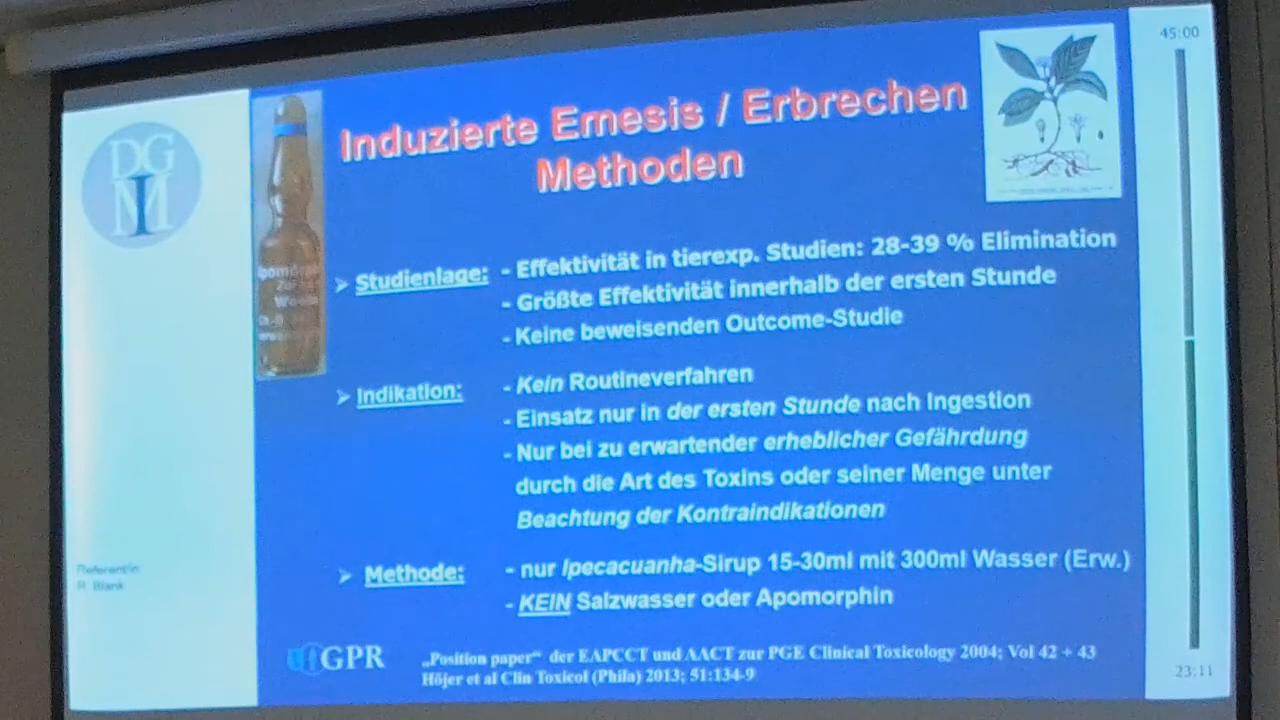 45:00
DG
IM
Induzierte Emesis / Erbrechen
Methoden
➢ Studienlage: - Effektivität in tierexp. Studien: 28-39 % Elimination
- Größte Effektivität innerhalb der ersten Stunde
- Keine beweisenden Outcome-Studie
➢ Indikation: - Kein Routineverfahren
- Einsatz nur in der ersten Stunde nach Ingestion
- Nur bei zu erwartender erheblicher Gefährdung
durch die Art des Toxins oder seiner Menge unter
Beachtung der Kontraindikationen
➢ Methode: - nur Ipecacuanha-Sirup 15-30ml mit 300ml Wasser (Erw.)
- KEIN Salzwasser oder Apomorphin
Referent/in
R. Blank
GPR
„Position paper“ der EAPCCT und AACT zur PGE Clinical Toxicology 2004; Vol 42 + 43
Höjer et al Clin Toxicol (Phila) 2013; 51:134-9
23:11